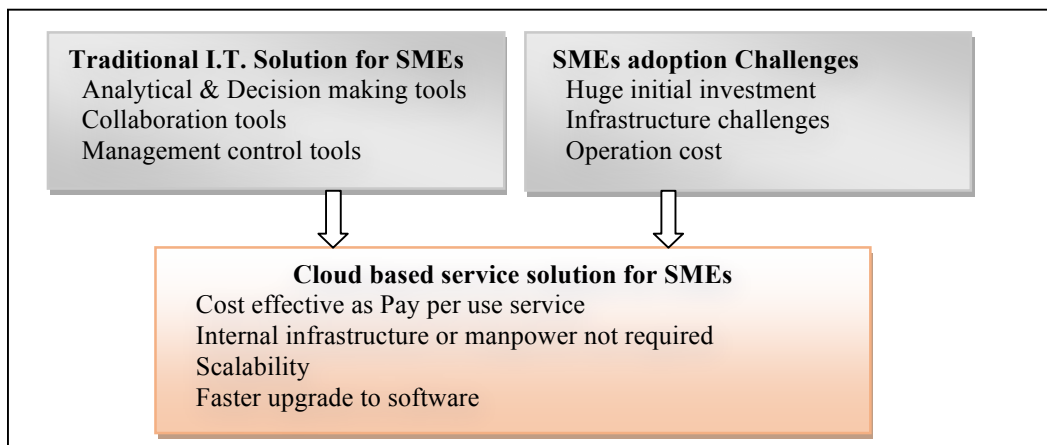 Traditional I.T. Solution for SMEs
Analytical & Decision making tools
Collaboration tools
Management control tools
SMEs adoption Challenges
Huge initial investment
Infrastructure challenges
Operation cost
Cloud based service solution for SMEs
Cost effective as Pay per use service
Internal infrastructure or manpower not required
Scalability
Faster upgrade to software